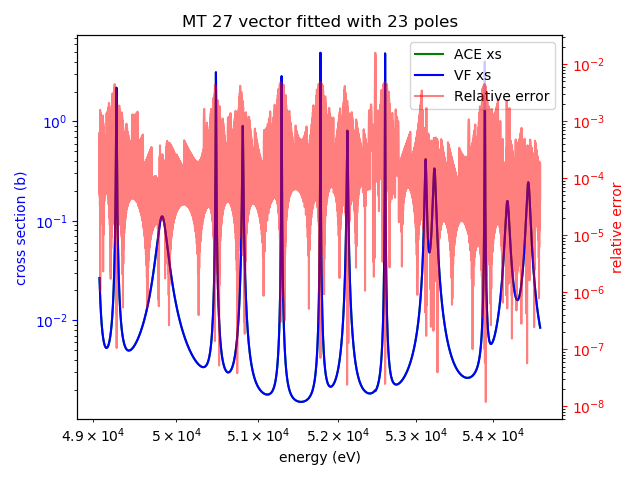 MT 27 vector fitted with 23 poles
ACE xs
VF xs
Relative error
cross section (b)
10⁰
10⁻¹
10⁻²
relative error
10⁻²
10⁻³
10⁻⁴
10⁻⁵
10⁻⁶
10⁻⁷
10⁻⁸
4.9 × 10⁴ 5 × 10⁴ 5.1 × 10⁴ 5.2 × 10⁴ 5.3 × 10⁴ 5.4 × 10⁴
energy (eV)